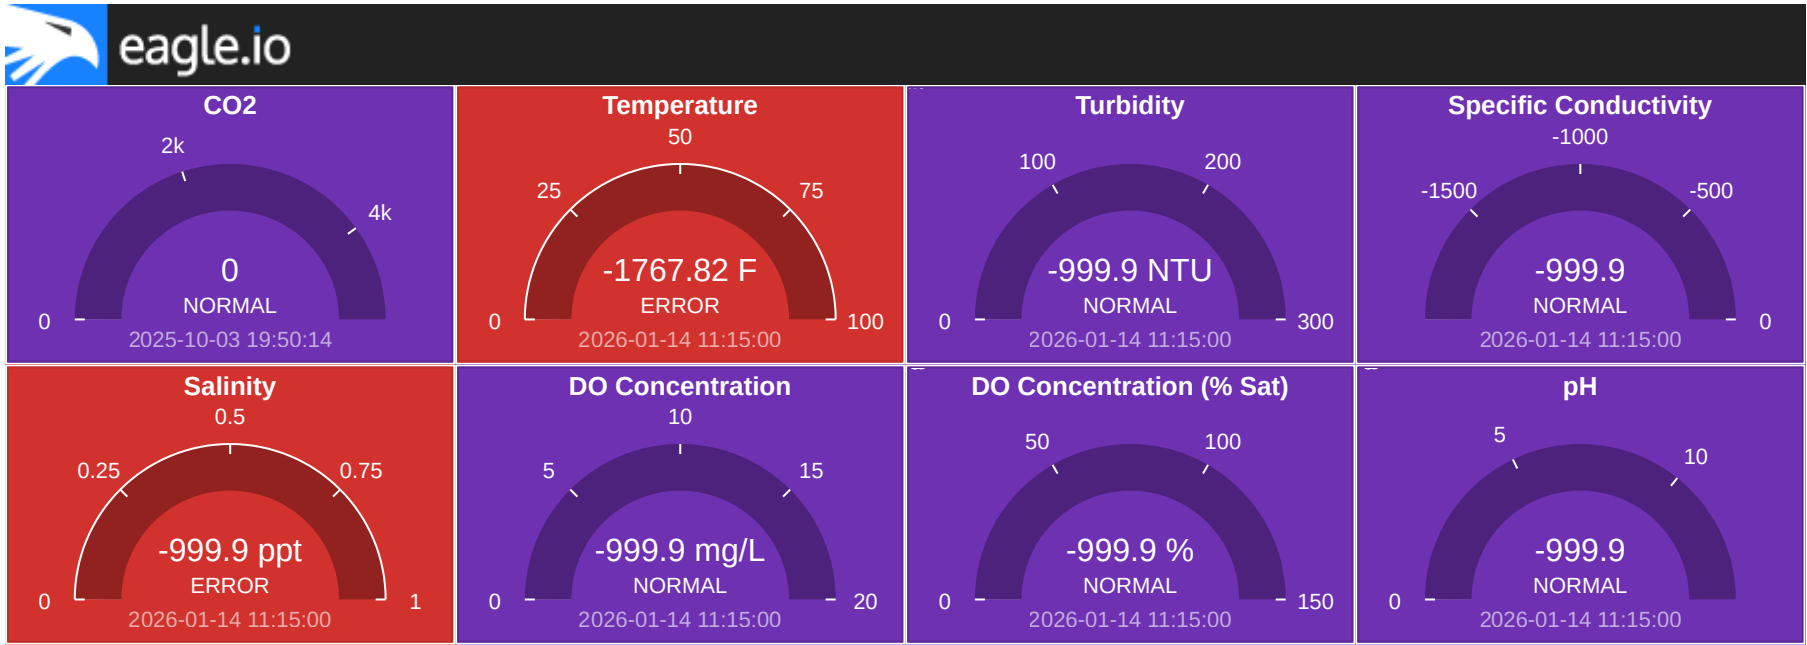 eagle.io
CO2
2k
4k
0
0
NORMAL
2025-10-03 19:50:14
Temperature
50
25
75
-1767.82 F
ERROR
0
100
2026-01-14 11:15:00
Turbidity
100
200
-999.9 NTU
NORMAL
0
300
2026-01-14 11:15:00
Specific Conductivity
-1000
-1500
-500
-999.9
NORMAL
0
2026-01-14 11:15:00
Salinity
0.5
0.25
0.75
-999.9 ppt
ERROR
0
1
2026-01-14 11:15:00
DO Concentration
10
5
15
-999.9 mg/L
NORMAL
0
20
2026-01-14 11:15:00
DO Concentration (% Sat)
50
100
-999.9 %
NORMAL
0
150
2026-01-14 11:15:00
pH
5
10
-999.9
NORMAL
0
2026-01-14 11:15:00